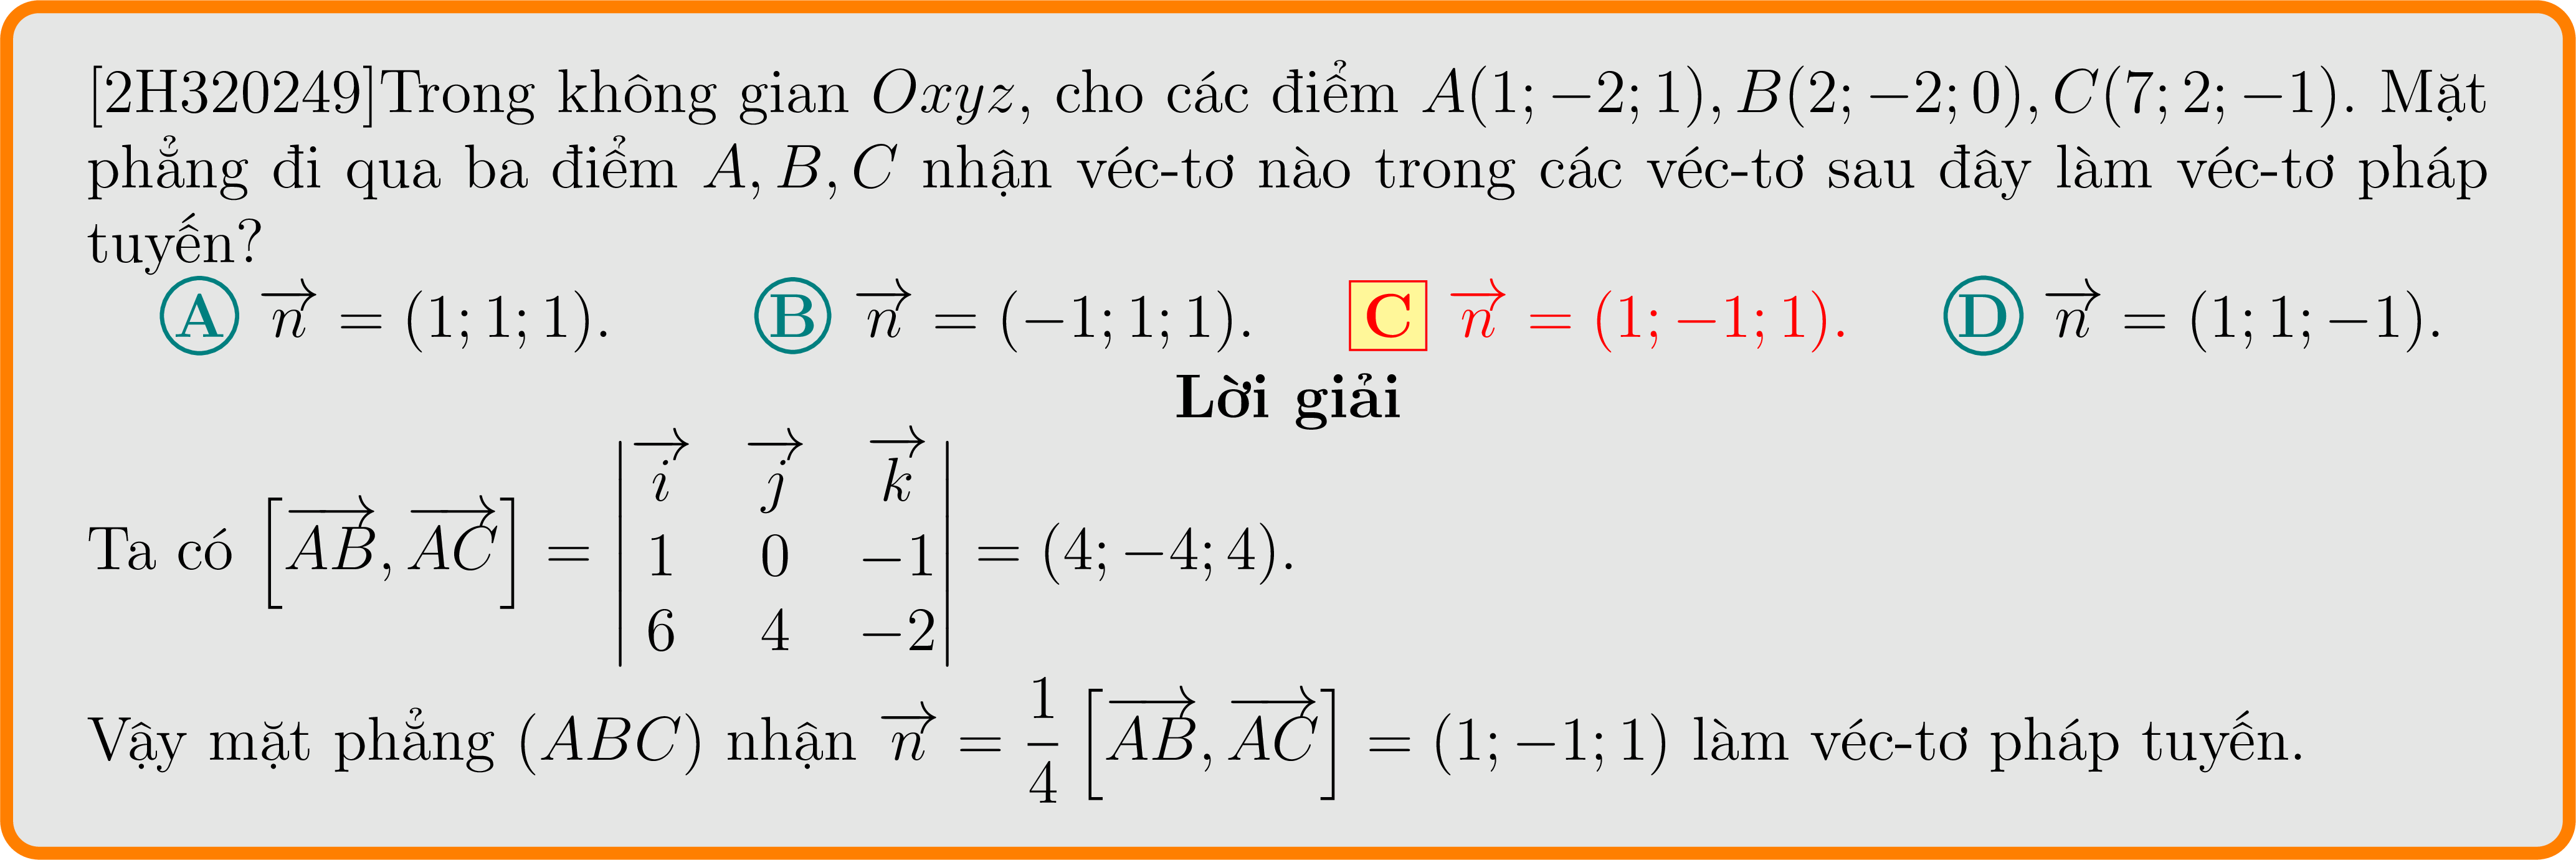 [2H320249]Trong không gian Oxyz, cho các điểm A(1; −2; 1), B(2; −2; 0), C(7; 2; −1). Mặt
phẳng đi qua ba điểm A, B, C nhận véc-tơ nào trong các véc-tơ sau đây làm véc-tơ pháp
tuyến?
A $\overrightarrow{n}$ = (1; 1; 1). B $\overrightarrow{n}$ = (−1; 1; 1). C $\overrightarrow{n}$ = (1; −1; 1). D $\overrightarrow{n}$ = (1; 1; −1).
Lời giải
Ta có $\left[\overrightarrow{AB}, \overrightarrow{AC}\right] = \begin{vmatrix} \overrightarrow{i} & \overrightarrow{j} & \overrightarrow{k} \\ 1 & 0 & -1 \\ 6 & 4 & -2 \end{vmatrix} = (4; -4; 4)$.
Vậy mặt phẳng (ABC) nhận $\overrightarrow{n} = \frac{1}{4}\left[\overrightarrow{AB}, \overrightarrow{AC}\right] = (1; -1; 1)$ làm véc-tơ pháp tuyến.